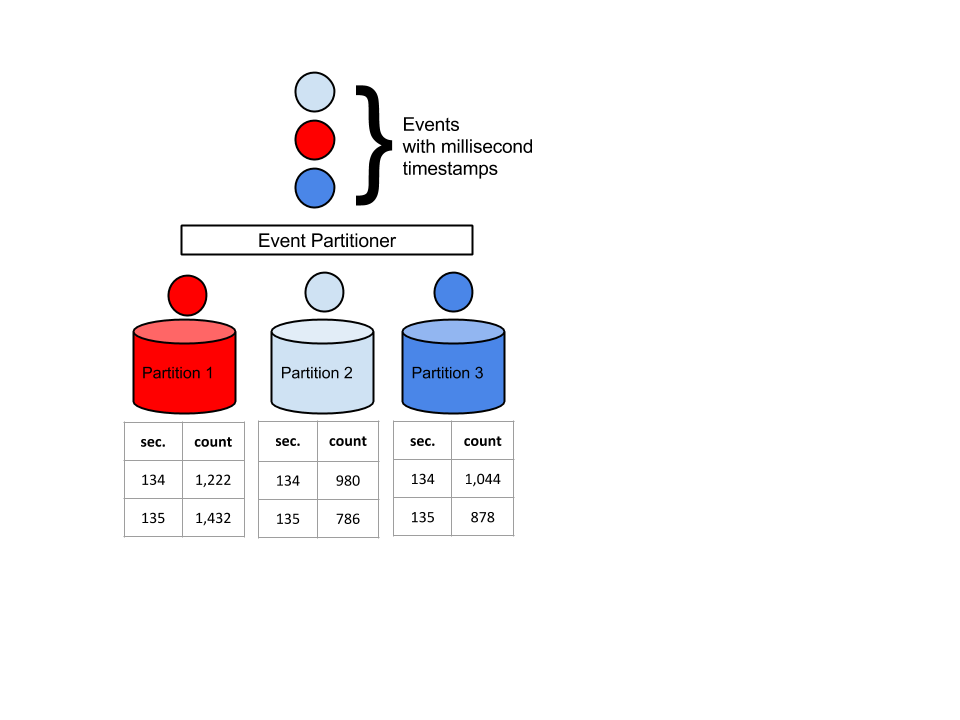 Events
with millisecond
timestamps
Event Partitioner
Partition 1
Partition 2
Partition 3
sec. count
134 1,222
135 1,432
sec. count
134 980
135 786
sec. count
134 1,044
135 878